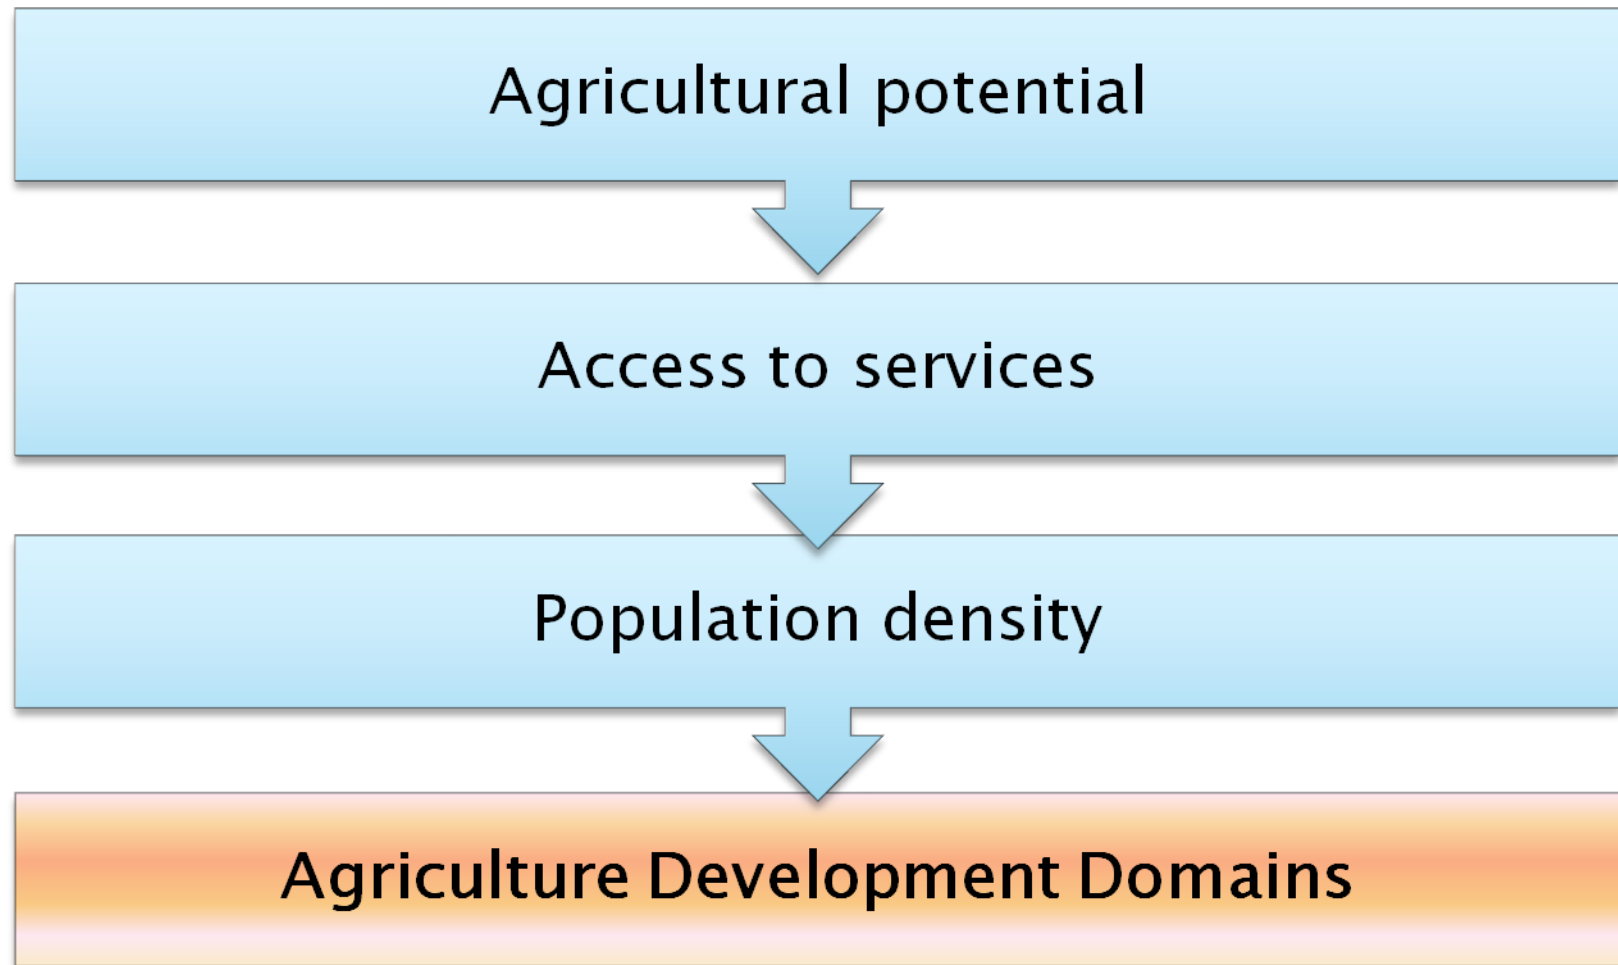 Agricultural potential
Access to services
Population density
Agriculture Development Domains